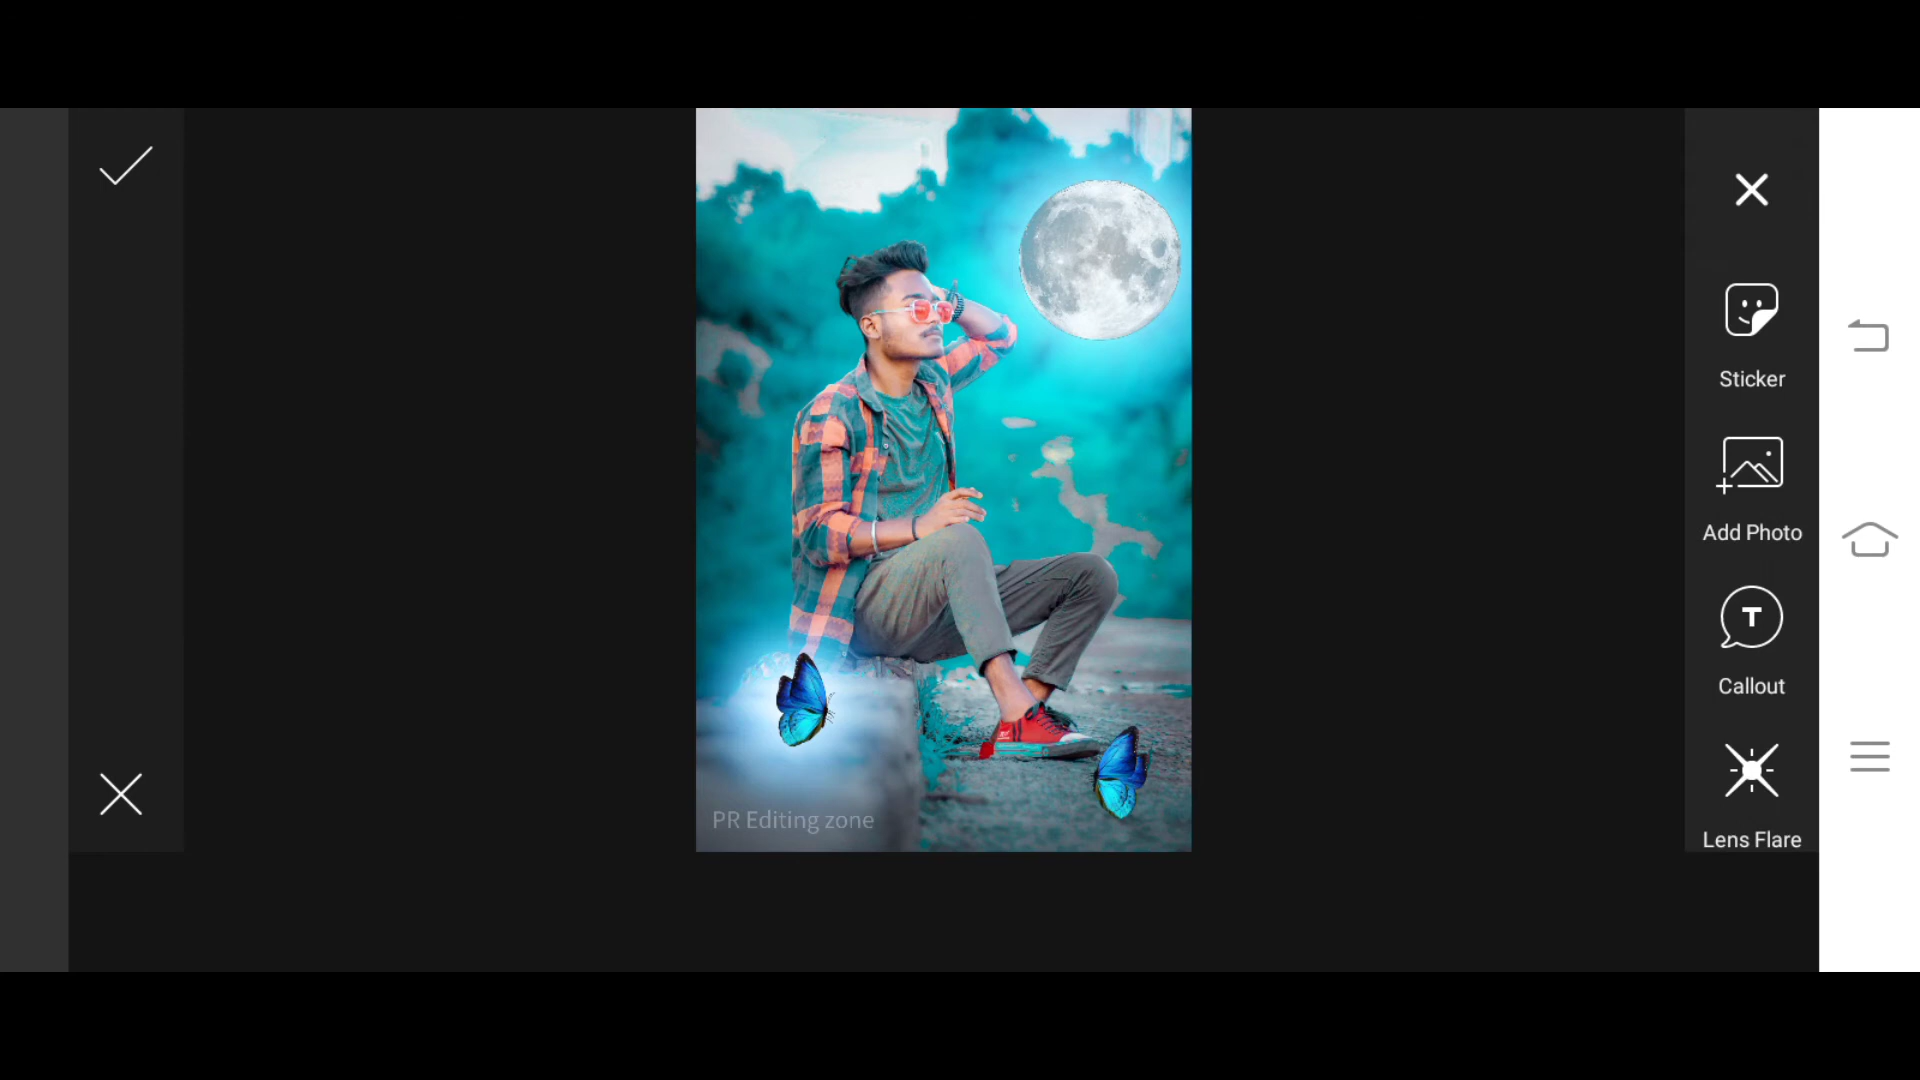 Sticker
Add Photo
T
Callout
Lens Flare
PR Editing zone